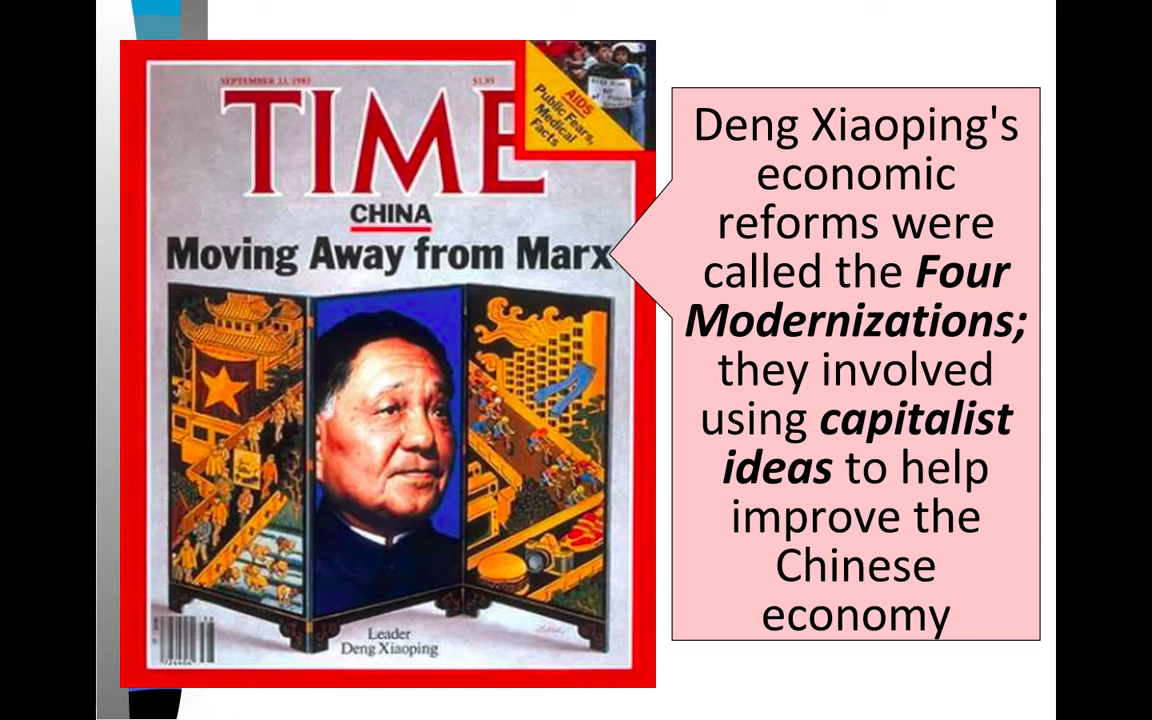 SEPTEMBER 23, 1985
$1.95
TIME
AIDS
Public Fears,
Medical
Facts
CHINA
Moving Away from Marx
Leader
Deng Xiaoping
Deng Xiaoping's
economic
reforms were
called the Four
Modernizations;
they involved
using capitalist
ideas to help
improve the
Chinese
economy